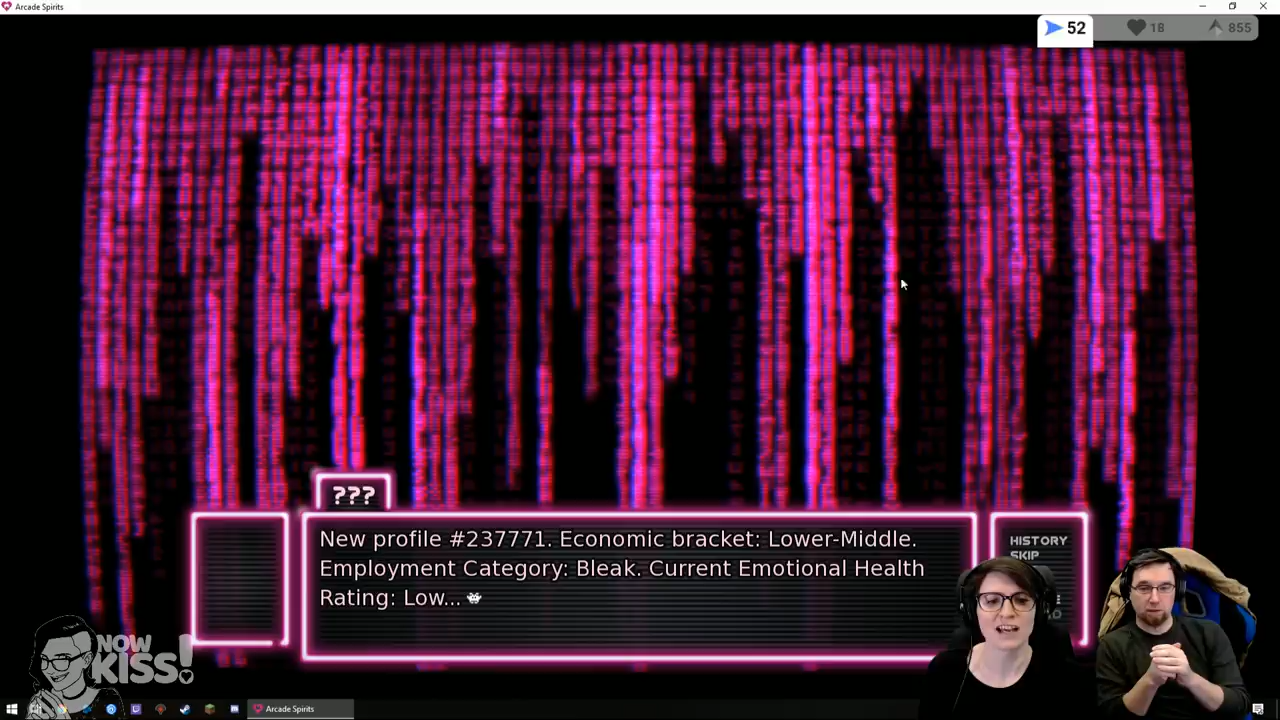 Arcade Spirits
52
18
855
???
New profile #237771. Economic bracket: Lower-Middle.
Employment Category: Bleak. Current Emotional Health
Rating: Low...
HISTORY
SKIP
NOW
KISS!
Arcade Spirits